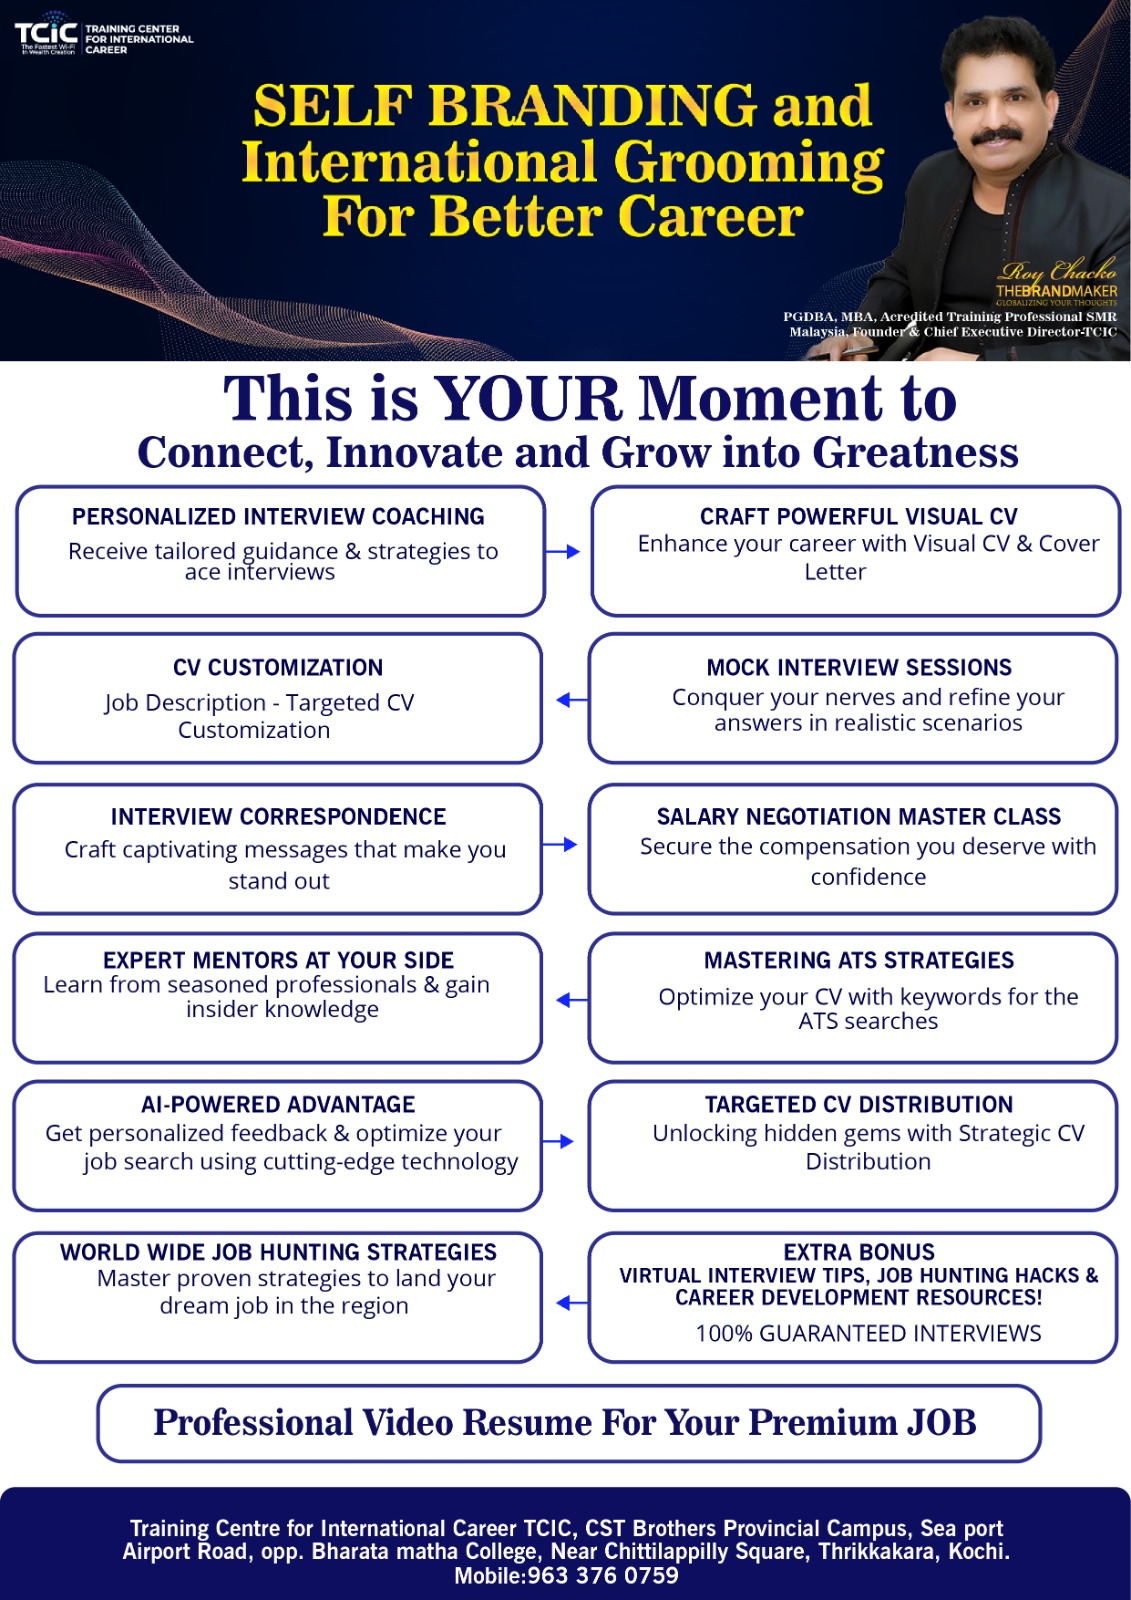 TCiC
The Fastest Wi-Fi
In Wealth Creation
TRAINING CENTER
FOR INTERNATIONAL
CAREER
SELF BRANDING and
International Grooming
For Better Career
Roy Chacko
THEBRANDMAKER
GLOBALIZING YOUR THOUGHTS
PGDBA, MBA, Acredited Training Professional SMR
Malaysia, Founder & Chief Executive Director-TCIC
This is YOUR Moment to
Connect, Innovate and Grow into Greatness
PERSONALIZED INTERVIEW COACHING
Receive tailored guidance & strategies to
ace interviews
CRAFT POWERFUL VISUAL CV
Enhance your career with Visual CV & Cover
Letter
CV CUSTOMIZATION
Job Description - Targeted CV
Customization
MOCK INTERVIEW SESSIONS
Conquer your nerves and refine your
answers in realistic scenarios
INTERVIEW CORRESPONDENCE
Craft captivating messages that make you
stand out
SALARY NEGOTIATION MASTER CLASS
Secure the compensation you deserve with
confidence
EXPERT MENTORS AT YOUR SIDE
Learn from seasoned professionals & gain
insider knowledge
MASTERING ATS STRATEGIES
Optimize your CV with keywords for the
ATS searches
AI-POWERED ADVANTAGE
Get personalized feedback & optimize your
job search using cutting-edge technology
TARGETED CV DISTRIBUTION
Unlocking hidden gems with Strategic CV
Distribution
WORLD WIDE JOB HUNTING STRATEGIES
Master proven strategies to land your
dream job in the region
EXTRA BONUS
VIRTUAL INTERVIEW TIPS, JOB HUNTING HACKS &
CAREER DEVELOPMENT RESOURCES!
100% GUARANTEED INTERVIEWS
Professional Video Resume For Your Premium JOB
Training Centre for International Career TCIC, CST Brothers Provincial Campus, Sea port
Airport Road, opp. Bharata matha College, Near Chittilappilly Square, Thrikkakara, Kochi.
Mobile:963 376 0759